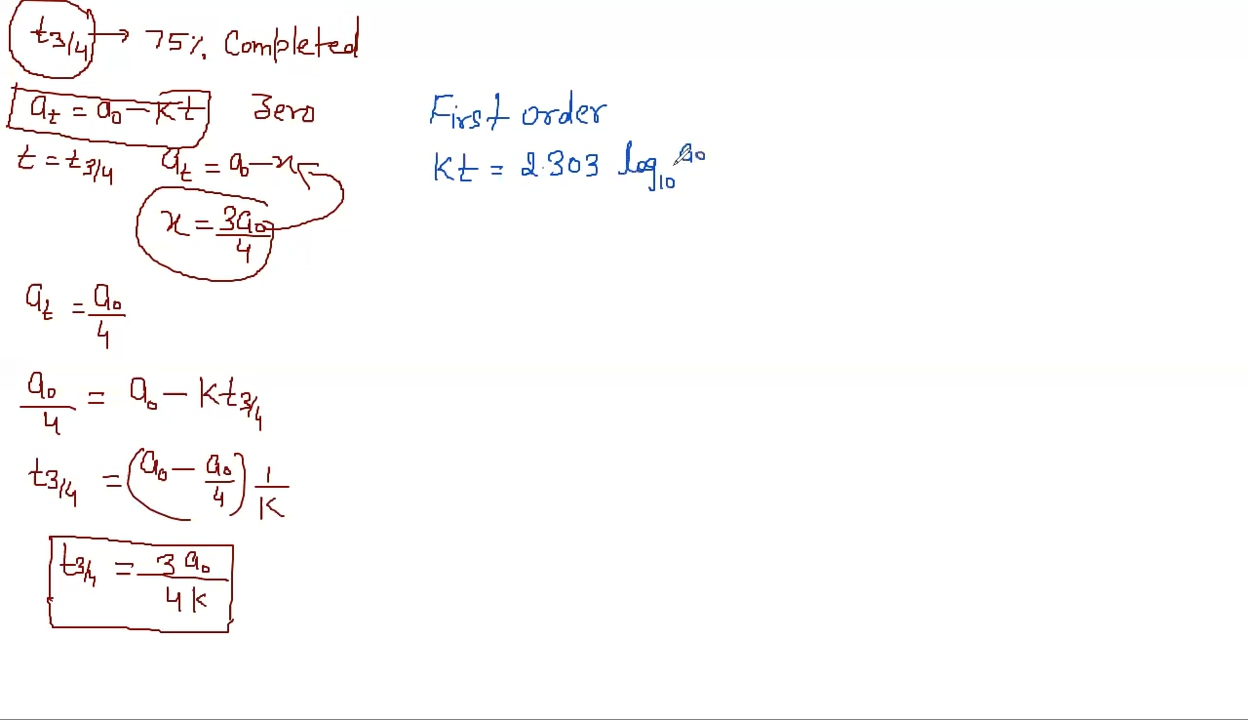 t3/4 → 75% Completed
at = a0 - Kt Zero
t = t3/4 at = a0 - x
x = 3a0/4
at = a0/4
a0/4 = a0 - Kt3/4
t3/4 = (a0 - a0/4) 1/K
t3/4 = 3a0/4K
First order
Kt = 2.303 log10 a0